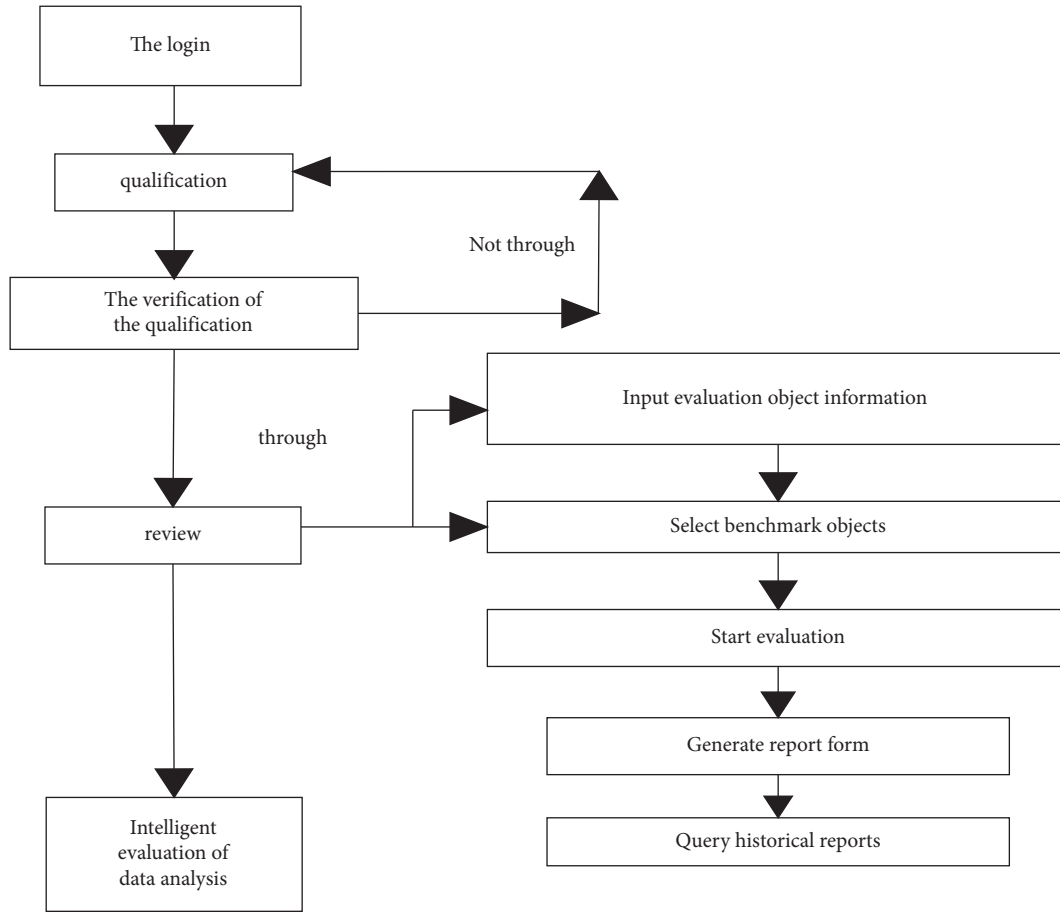 The login
qualification
Not through
The verification of
the qualification
Input evaluation object information
through
Select benchmark objects
review
Start evaluation
Generate report form
Intelligent
evaluation of
data analysis
Query historical reports